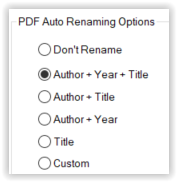 PDF Auto Renaming Options
Don't Rename
Author + Year + Title
Author + Title
Author + Year
Title
Custom